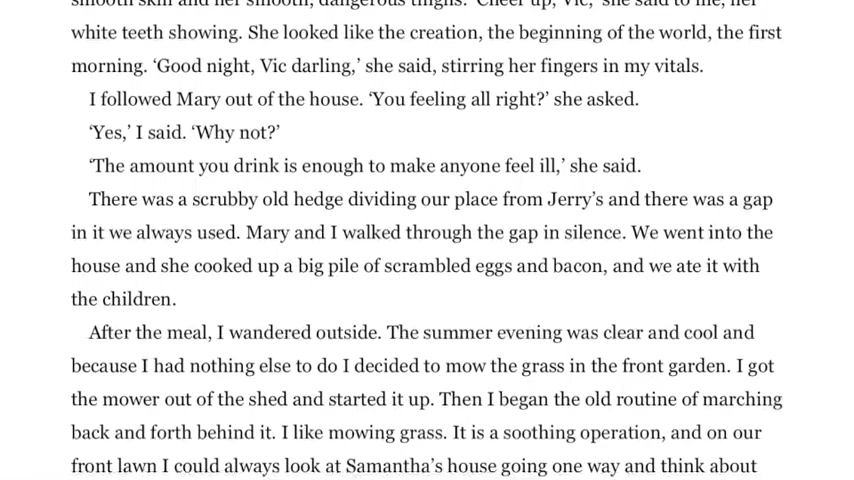 smooth skin and her smooth, dangerous thighs. ‘Cheer up, Vic,’ she said to me, her
white teeth showing. She looked like the creation, the beginning of the world, the first
morning. ‘Good night, Vic darling,’ she said, stirring her fingers in my vitals.
I followed Mary out of the house. ‘You feeling all right?’ she asked.
‘Yes,’ I said. ‘Why not?’
‘The amount you drink is enough to make anyone feel ill,’ she said.
There was a scrubby old hedge dividing our place from Jerry’s and there was a gap
in it we always used. Mary and I walked through the gap in silence. We went into the
house and she cooked up a big pile of scrambled eggs and bacon, and we ate it with
the children.
After the meal, I wandered outside. The summer evening was clear and cool and
because I had nothing else to do I decided to mow the grass in the front garden. I got
the mower out of the shed and started it up. Then I began the old routine of marching
back and forth behind it. I like mowing grass. It is a soothing operation, and on our
front lawn I could always look at Samantha’s house going one way and think about